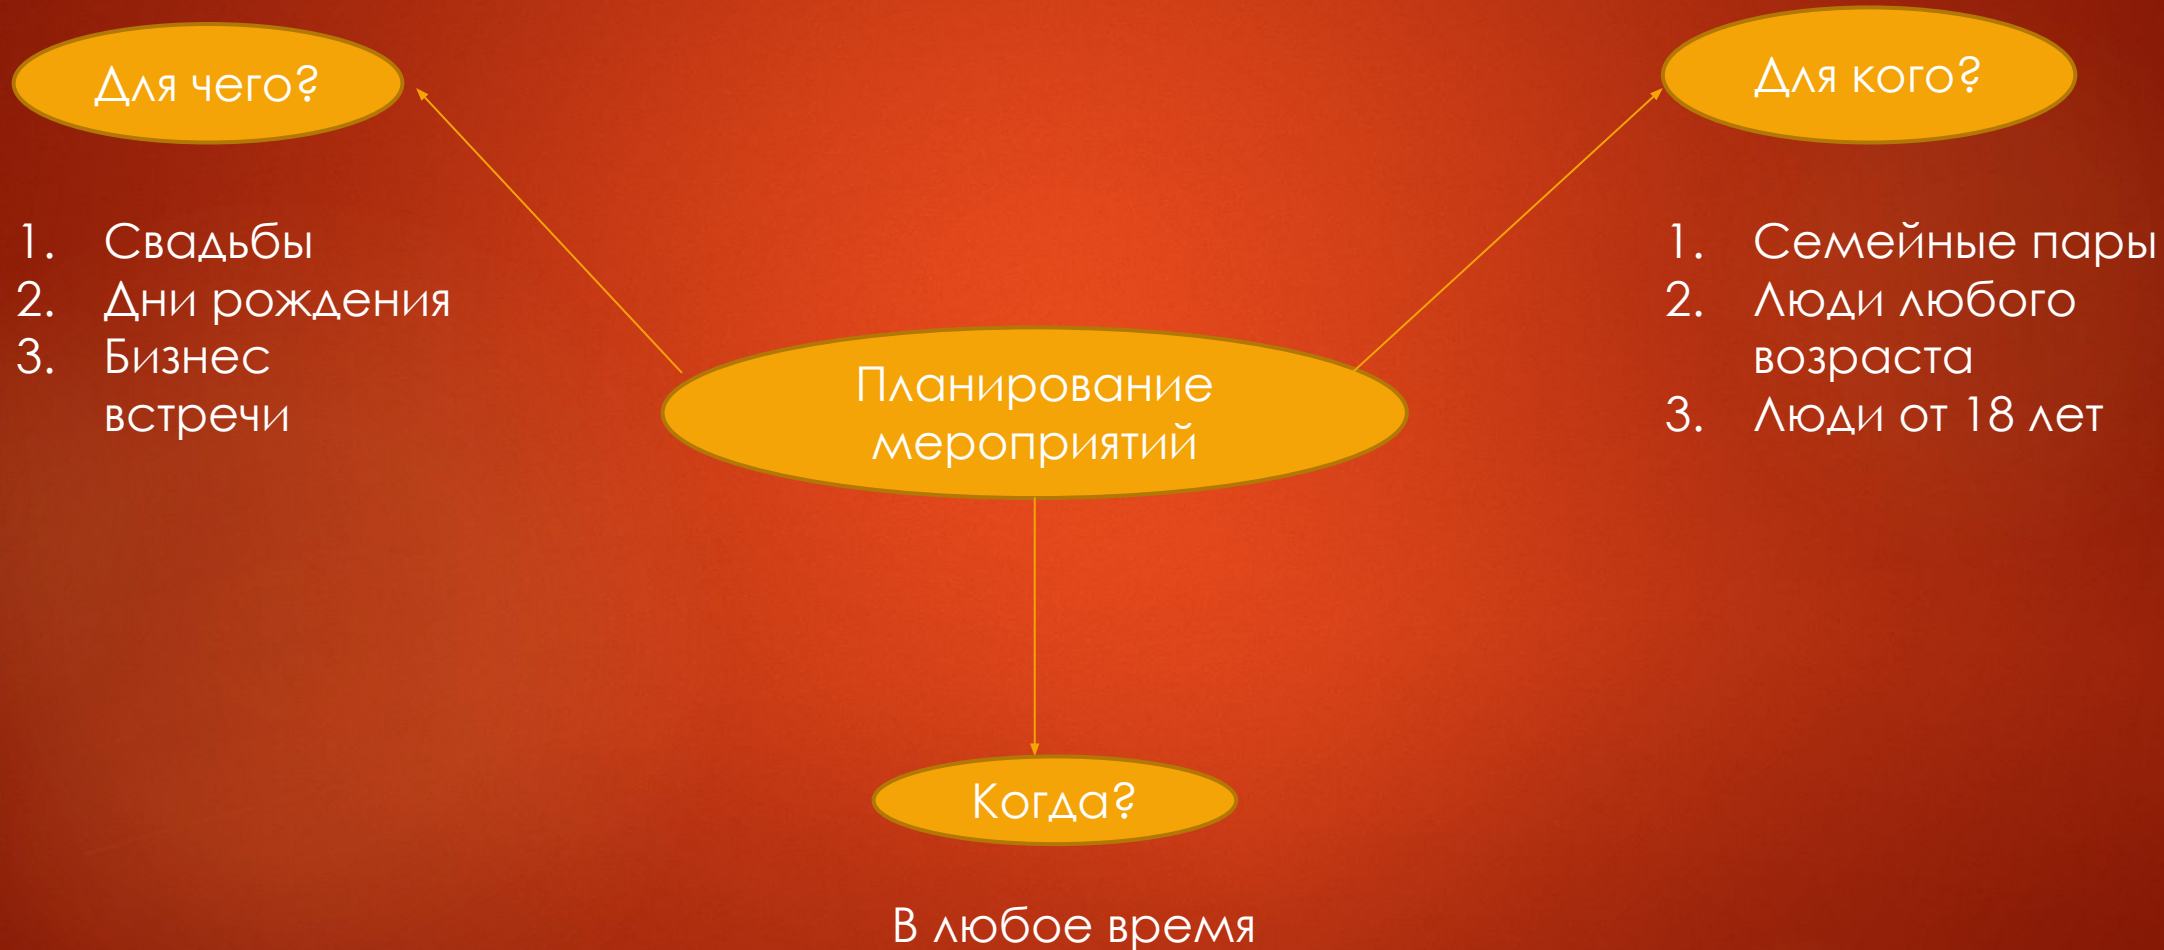 Для чего?
1. Свадьбы
2. Дни рождения
3. Бизнес
встречи
Для кого?
1. Семейные пары
2. Люди любого
возраста
3. Люди от 18 лет
Планирование
мероприятий
Когда?
В любое время